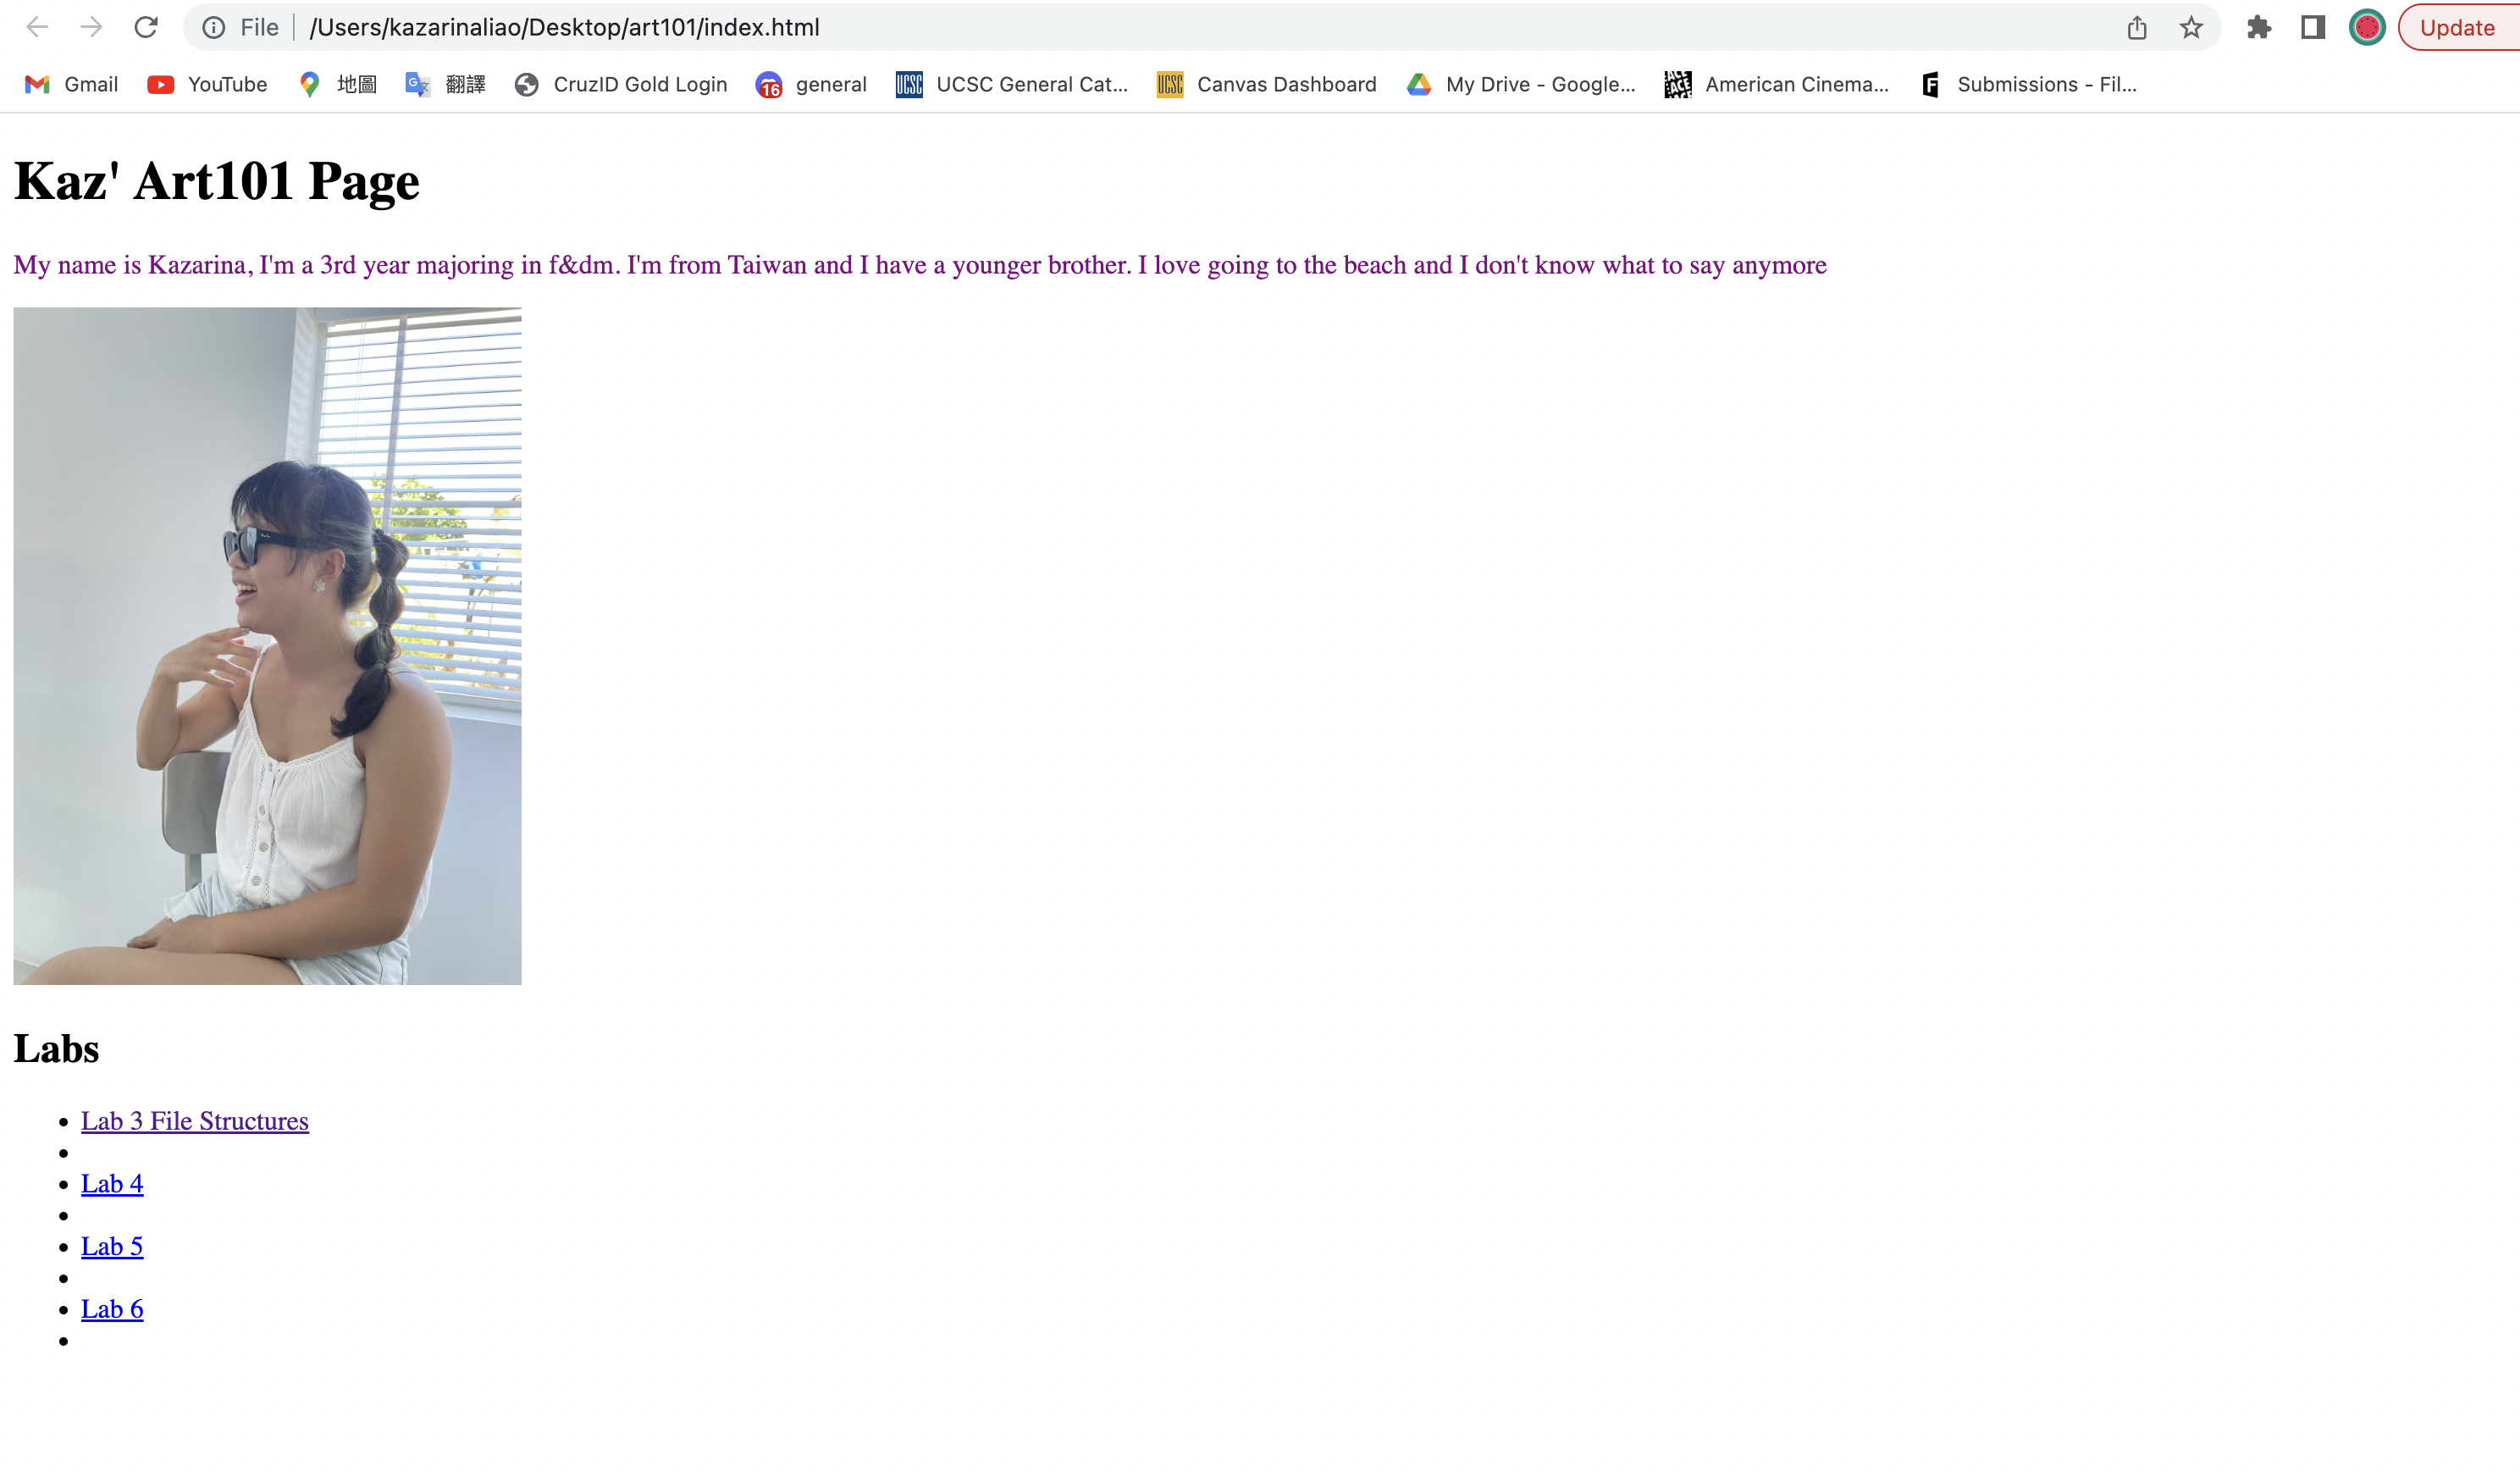 File /Users/kazarinaliao/Desktop/art101/index.html Update
Gmail YouTube 地圖 翻譯 CruzID Gold Login 16 general UCSC UCSC General Cat... UCSC Canvas Dashboard My Drive - Google... American Cinema... Submissions - Fil...
Kaz' Art101 Page
My name is Kazarina, I'm a 3rd year majoring in f&dm. I'm from Taiwan and I have a younger brother. I love going to the beach and I don't know what to say anymore
Labs
Lab 3 File Structures
Lab 4
Lab 5
Lab 6